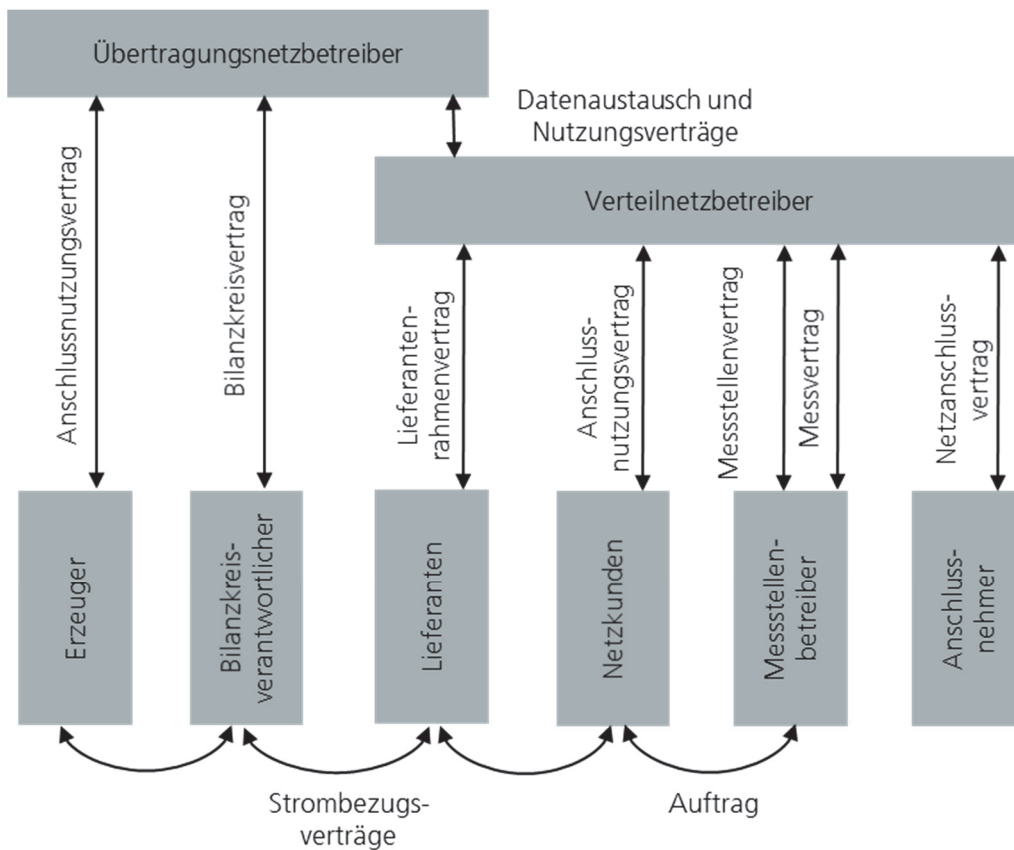 Übertragungsnetzbetreiber
Datenaustausch und
Nutzungsverträge
Verteilnetzbetreiber
Anschlussnutzungsvertrag
Bilanzkreisvertrag
Lieferanten-
rahmenvertrag
Anschluss-
nutzungsvertrag
Messstellenvertrag
Messvertrag
Netzanschluss-
vertrag
Erzeuger
Bilanzkreis-
verantwortlicher
Lieferanten
Netzkunden
Messstellen-
betreiber
Anschluss-
nehmer
Strombezugs-
verträge
Auftrag